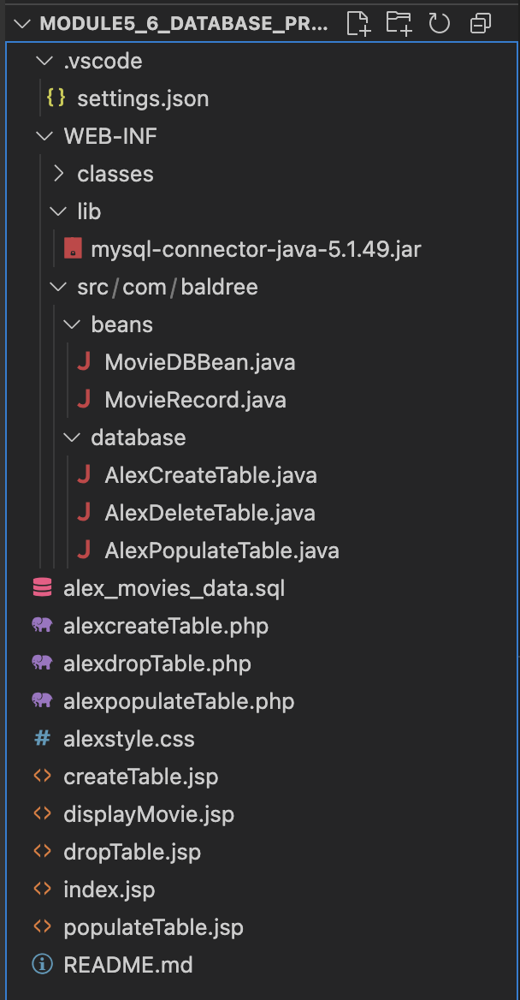 MODULE5_6_DATABASE_PR...
.vscode
{} settings.json
WEB-INF
classes
lib
mysql-connector-java-5.1.49.jar
src/com/baldree
beans
J MovieDBBean.java
J MovieRecord.java
database
J AlexCreateTable.java
J AlexDeleteTable.java
J AlexPopulateTable.java
alex_movies_data.sql
alexcreateTable.php
alexdropTable.php
alexpopulateTable.php
# alexstyle.css
<> createTable.jsp
<> displayMovie.jsp
<> dropTable.jsp
<> index.jsp
<> populateTable.jsp
README.md